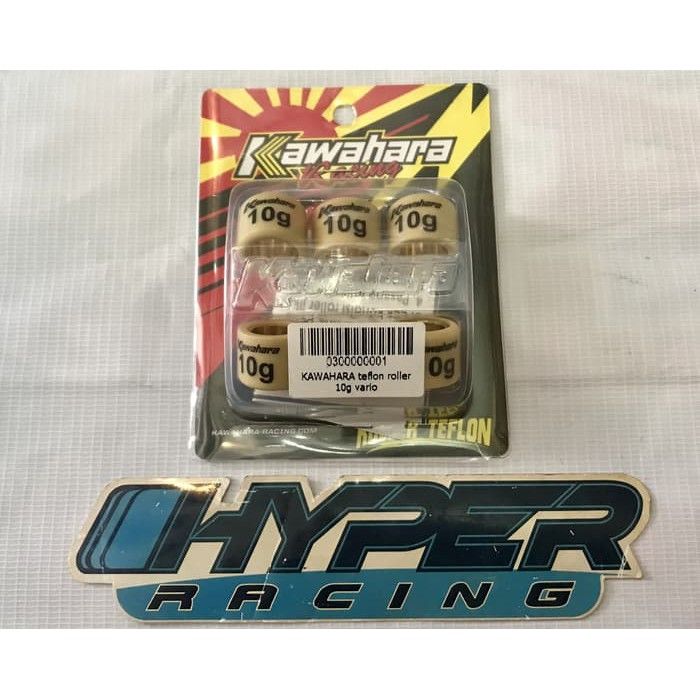 Kawahara
Racing
Kawahara
10g
Kawahara
10g
Kawahara
10g
Kawahara
Kawahara
10g
0g
0300000001
KAWAHARA teflon roller
10g vario
KAWAHARA-RACING.COM
TEFLON
HYPER
RACING